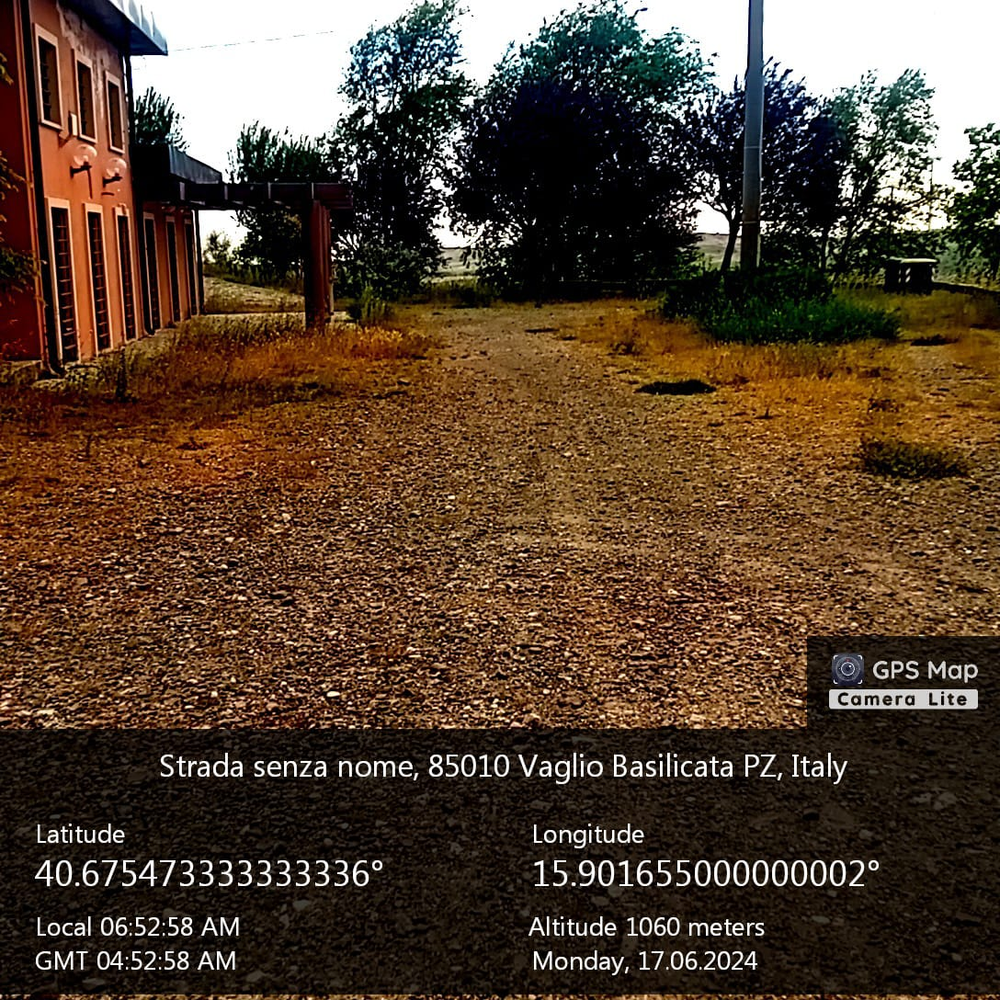 GPS Map
Camera Lite
Strada senza nome, 85010 Vaglio Basilicata PZ, Italy
Latitude
40.675473333333336°
Longitude
15.901655000000002°
Local 06:52:58 AM
GMT 04:52:58 AM
Altitude 1060 meters
Monday, 17.06.2024